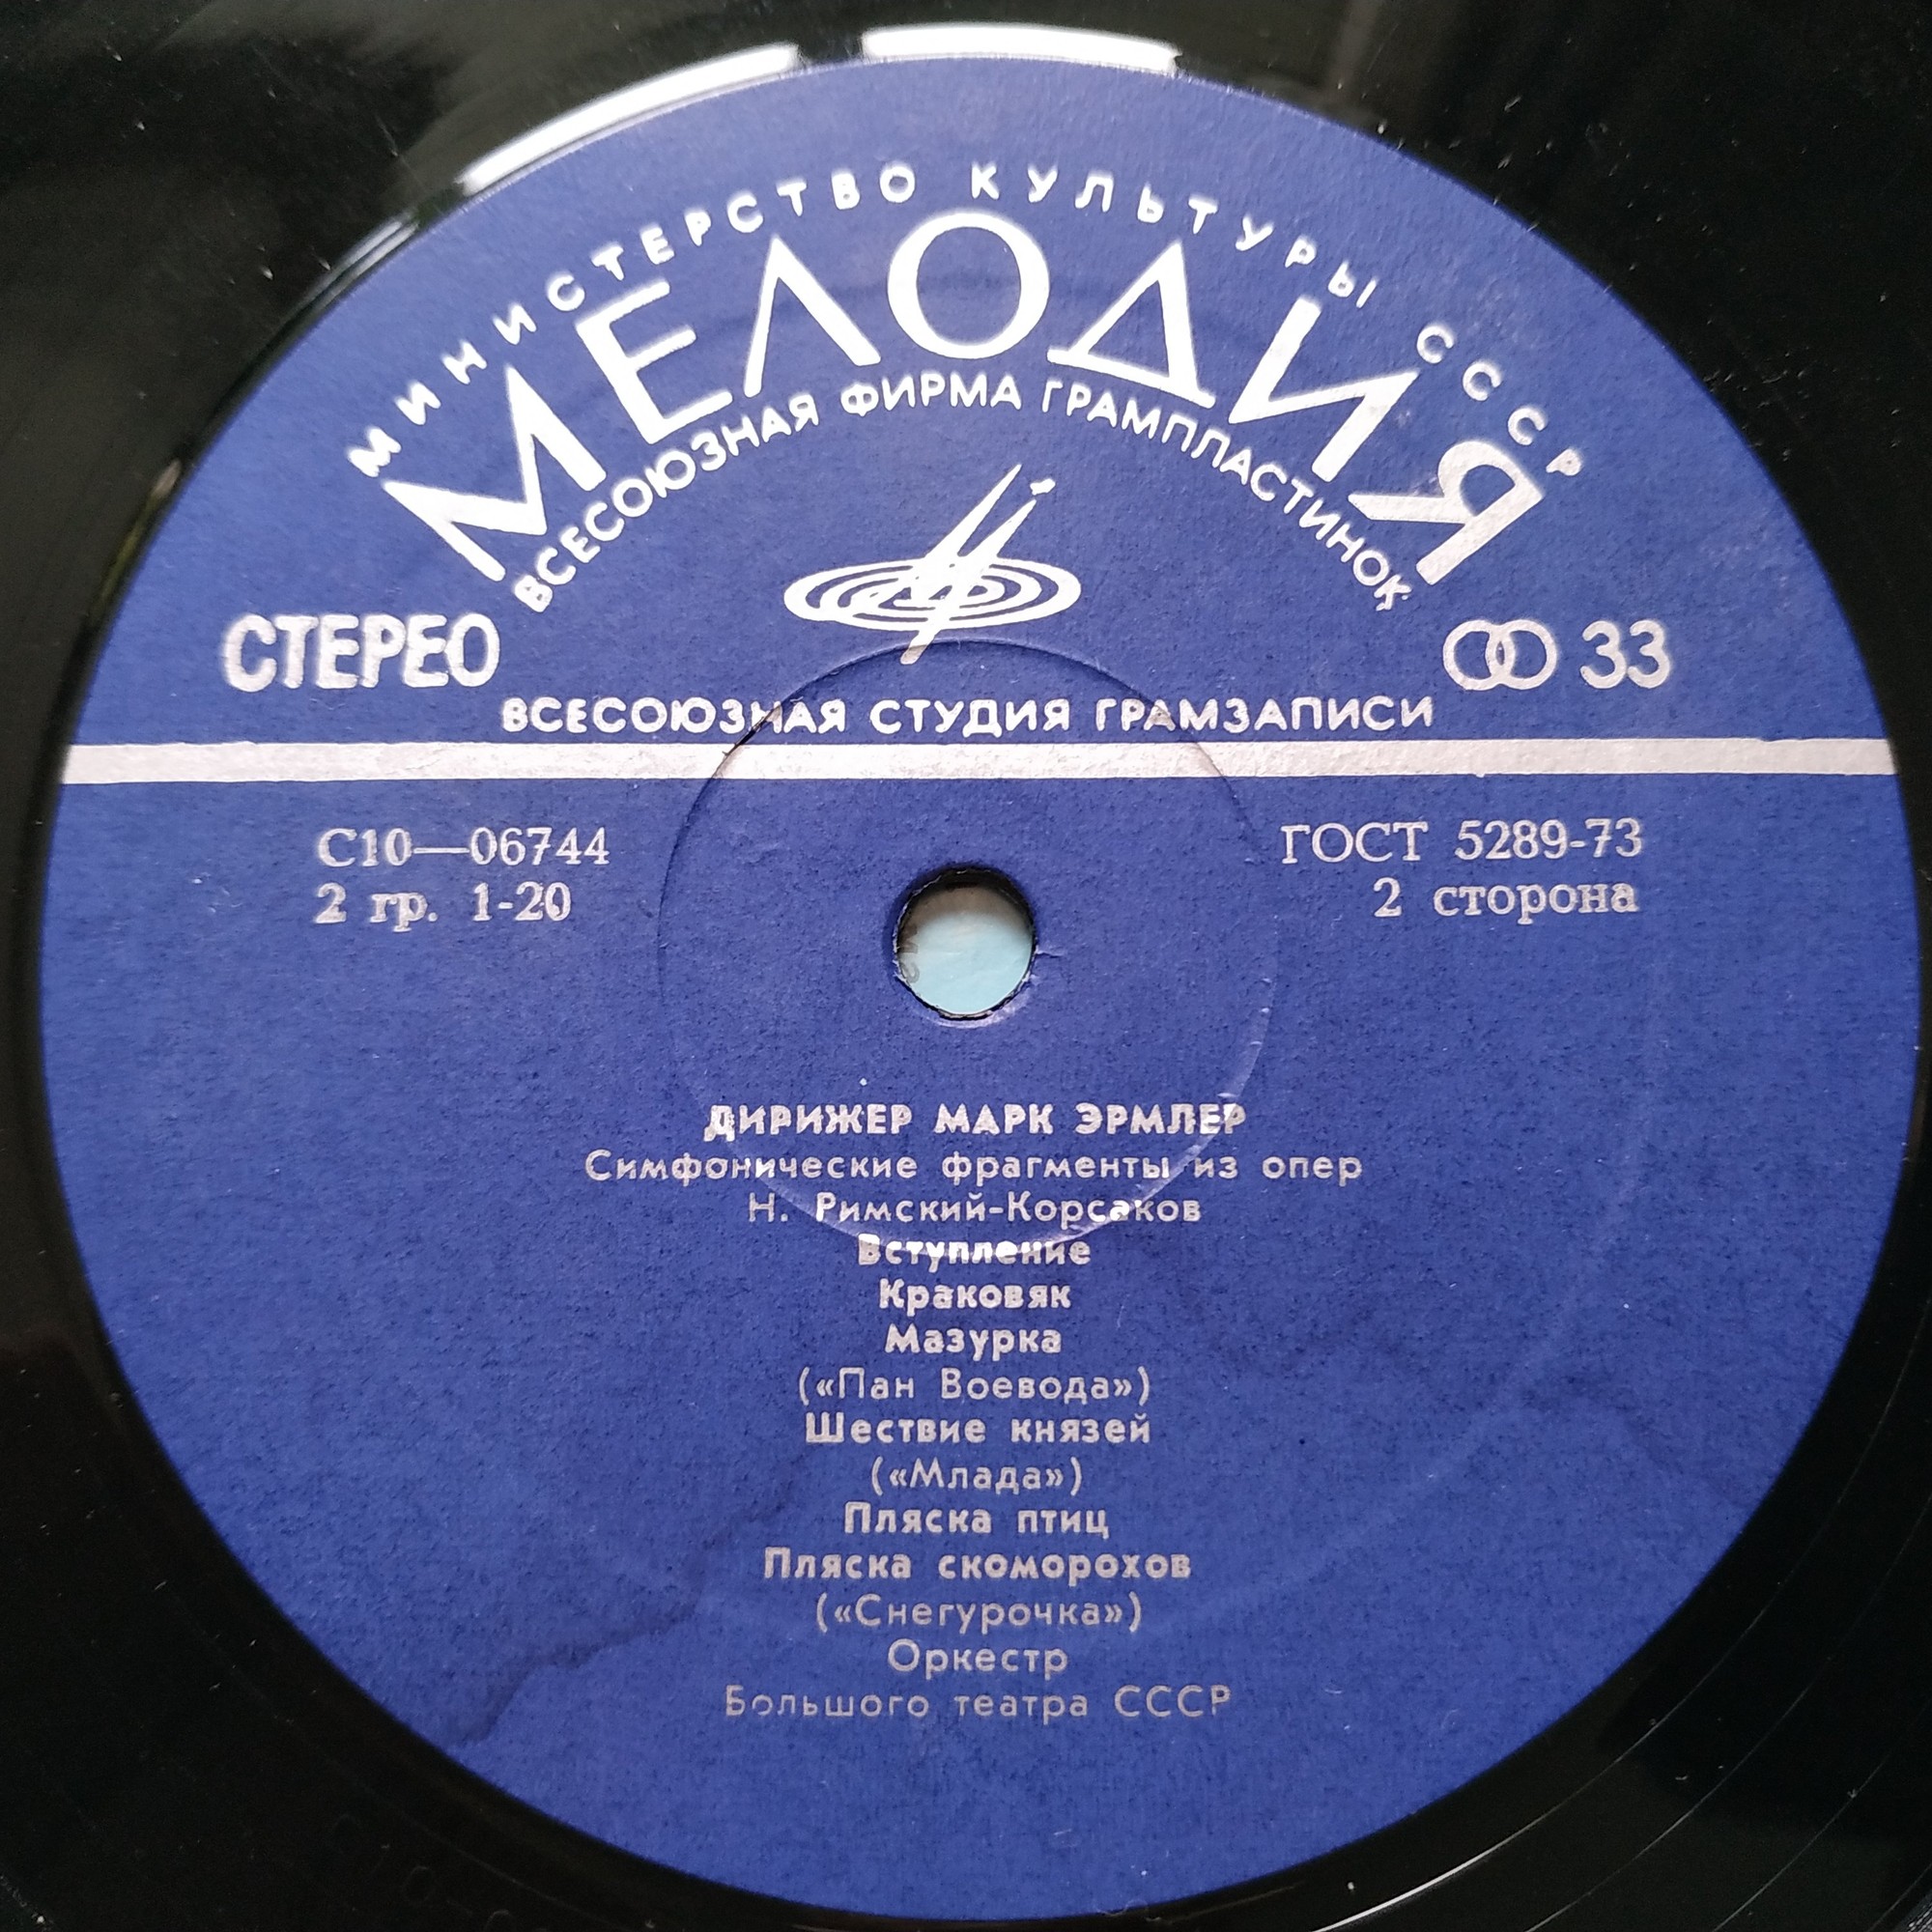 МИНИСТЕРСТВО КУЛЬТУРЫ СССР
МЕЛОДИЯ
ВСЕСОЮЗНАЯ ФИРМА ГРАМПЛАСТИНОК
СТЕРЕО
33
ВСЕСОЮЗНАЯ СТУДИЯ ГРАМЗАПИСИ
С10—06744
ГОСТ 5289-73
2 гр. 1-20
2 сторона
ДИРИЖЕР МАРК ЭРМЛЕР
Симфонические фрагменты из опер
Н. Римский-Корсаков
Вступление
Краковяк
Мазурка
(«Пан Воевода»)
Шествие князей
(«Млада»)
Пляска птиц
Пляска скоморохов
(«Снегурочка»)
Оркестр
Большого театра СССР